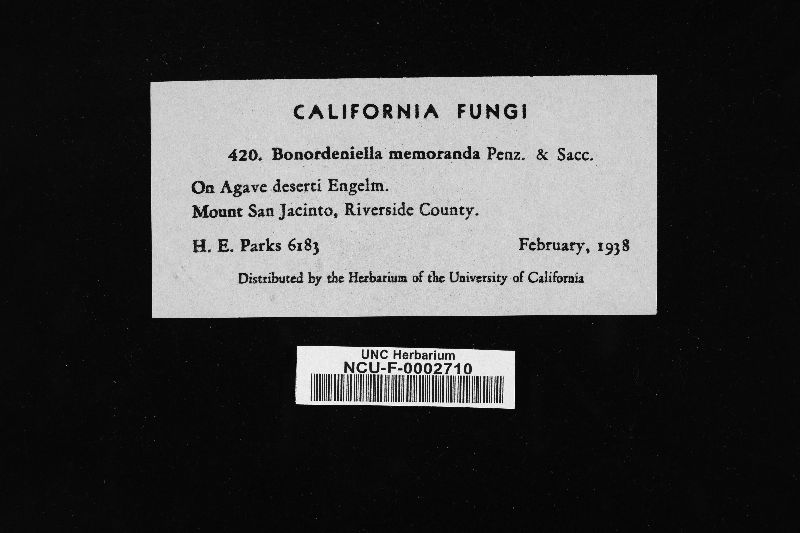 CALIFORNIA FUNGI
420. Bonordeniella memoranda Penz. & Sacc.
On Agave deserti Engelm.
Mount San Jacinto, Riverside County.
H. E. Parks 6183 February, 1938
Distributed by the Herbarium of the University of California
UNC Herbarium
NCU-F-0002710